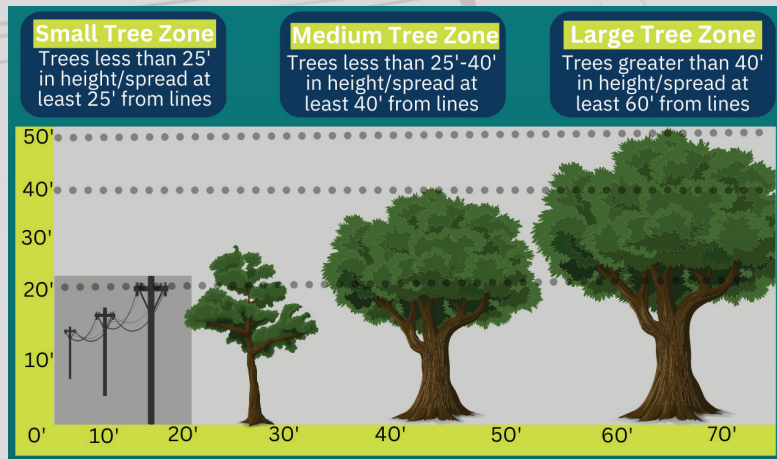 Small Tree Zone
Trees less than 25'
in height/spread at
least 25' from lines
Medium Tree Zone
Trees less than 25'-40'
in height/spread at
least 40' from lines
Large Tree Zone
Trees greater than 40'
in height/spread at
least 60' from lines
50'
40'
30'
20'
10'
0' 10' 20' 30' 40' 50' 60' 70'